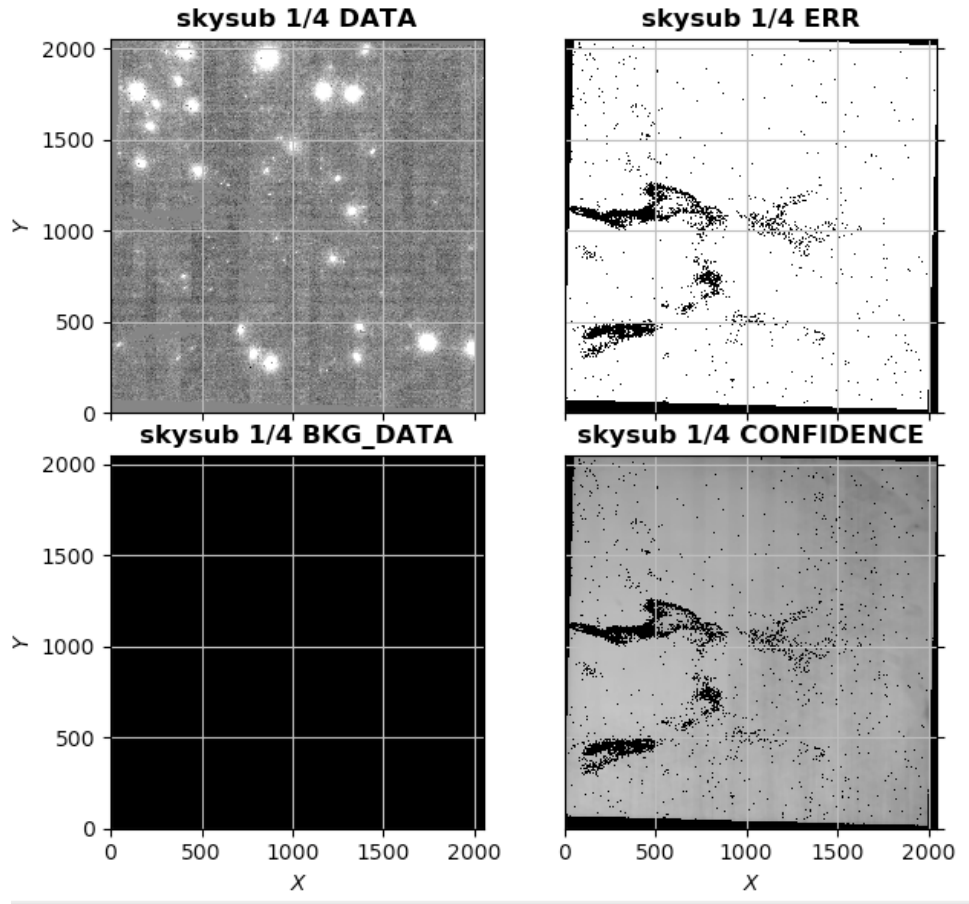 skysub 1/4 DATA
skysub 1/4 ERR
2000
1500
1000
500
0
Y
skysub 1/4 BKG_DATA
skysub 1/4 CONFIDENCE
2000
1500
1000
500
0
Y
0 500 1000 1500 2000
0 500 1000 1500 2000
X
X